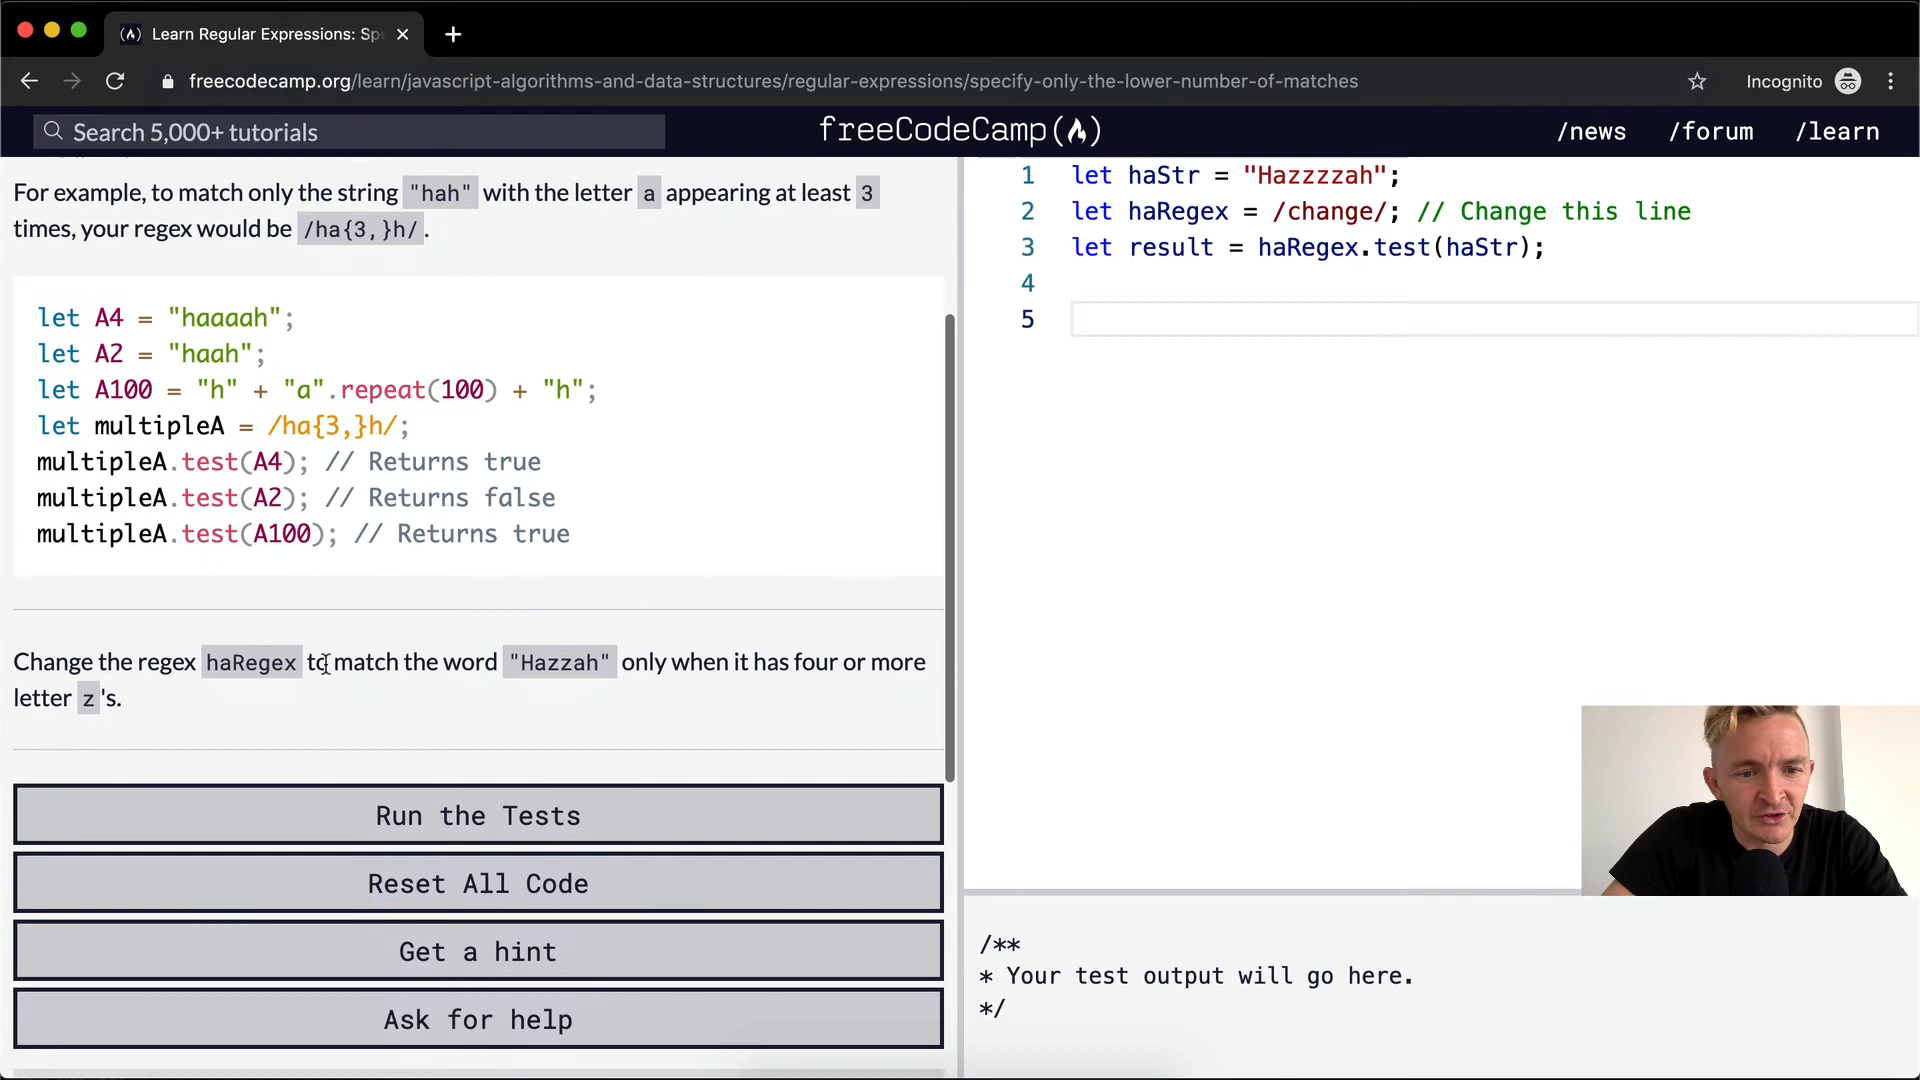 Learn Regular Expressions: Sp
freecodecamp.org/learn/javascript-algorithms-and-data-structures/regular-expressions/specify-only-the-lower-number-of-matches
Incognito
Search 5,000+ tutorials
freeCodeCamp
/news
/forum
/learn
For example, to match only the string "hah" with the letter a appearing at least 3
times, your regex would be /ha{3,}h/.
let A4 = "haaaah";
let A2 = "haah";
let A100 = "h" + "a".repeat(100) + "h";
let multipleA = /ha{3,}h/;
multipleA.test(A4); // Returns true
multipleA.test(A2); // Returns false
multipleA.test(A100); // Returns true
Change the regex haRegex to match the word "Hazzah" only when it has four or more
letter z's.
Run the Tests
Reset All Code
Get a hint
Ask for help
1 let haStr = "Hazzzzah";
2 let haRegex = /change/; // Change this line
3 let result = haRegex.test(haStr);
4
5
/**
* Your test output will go here.
*/